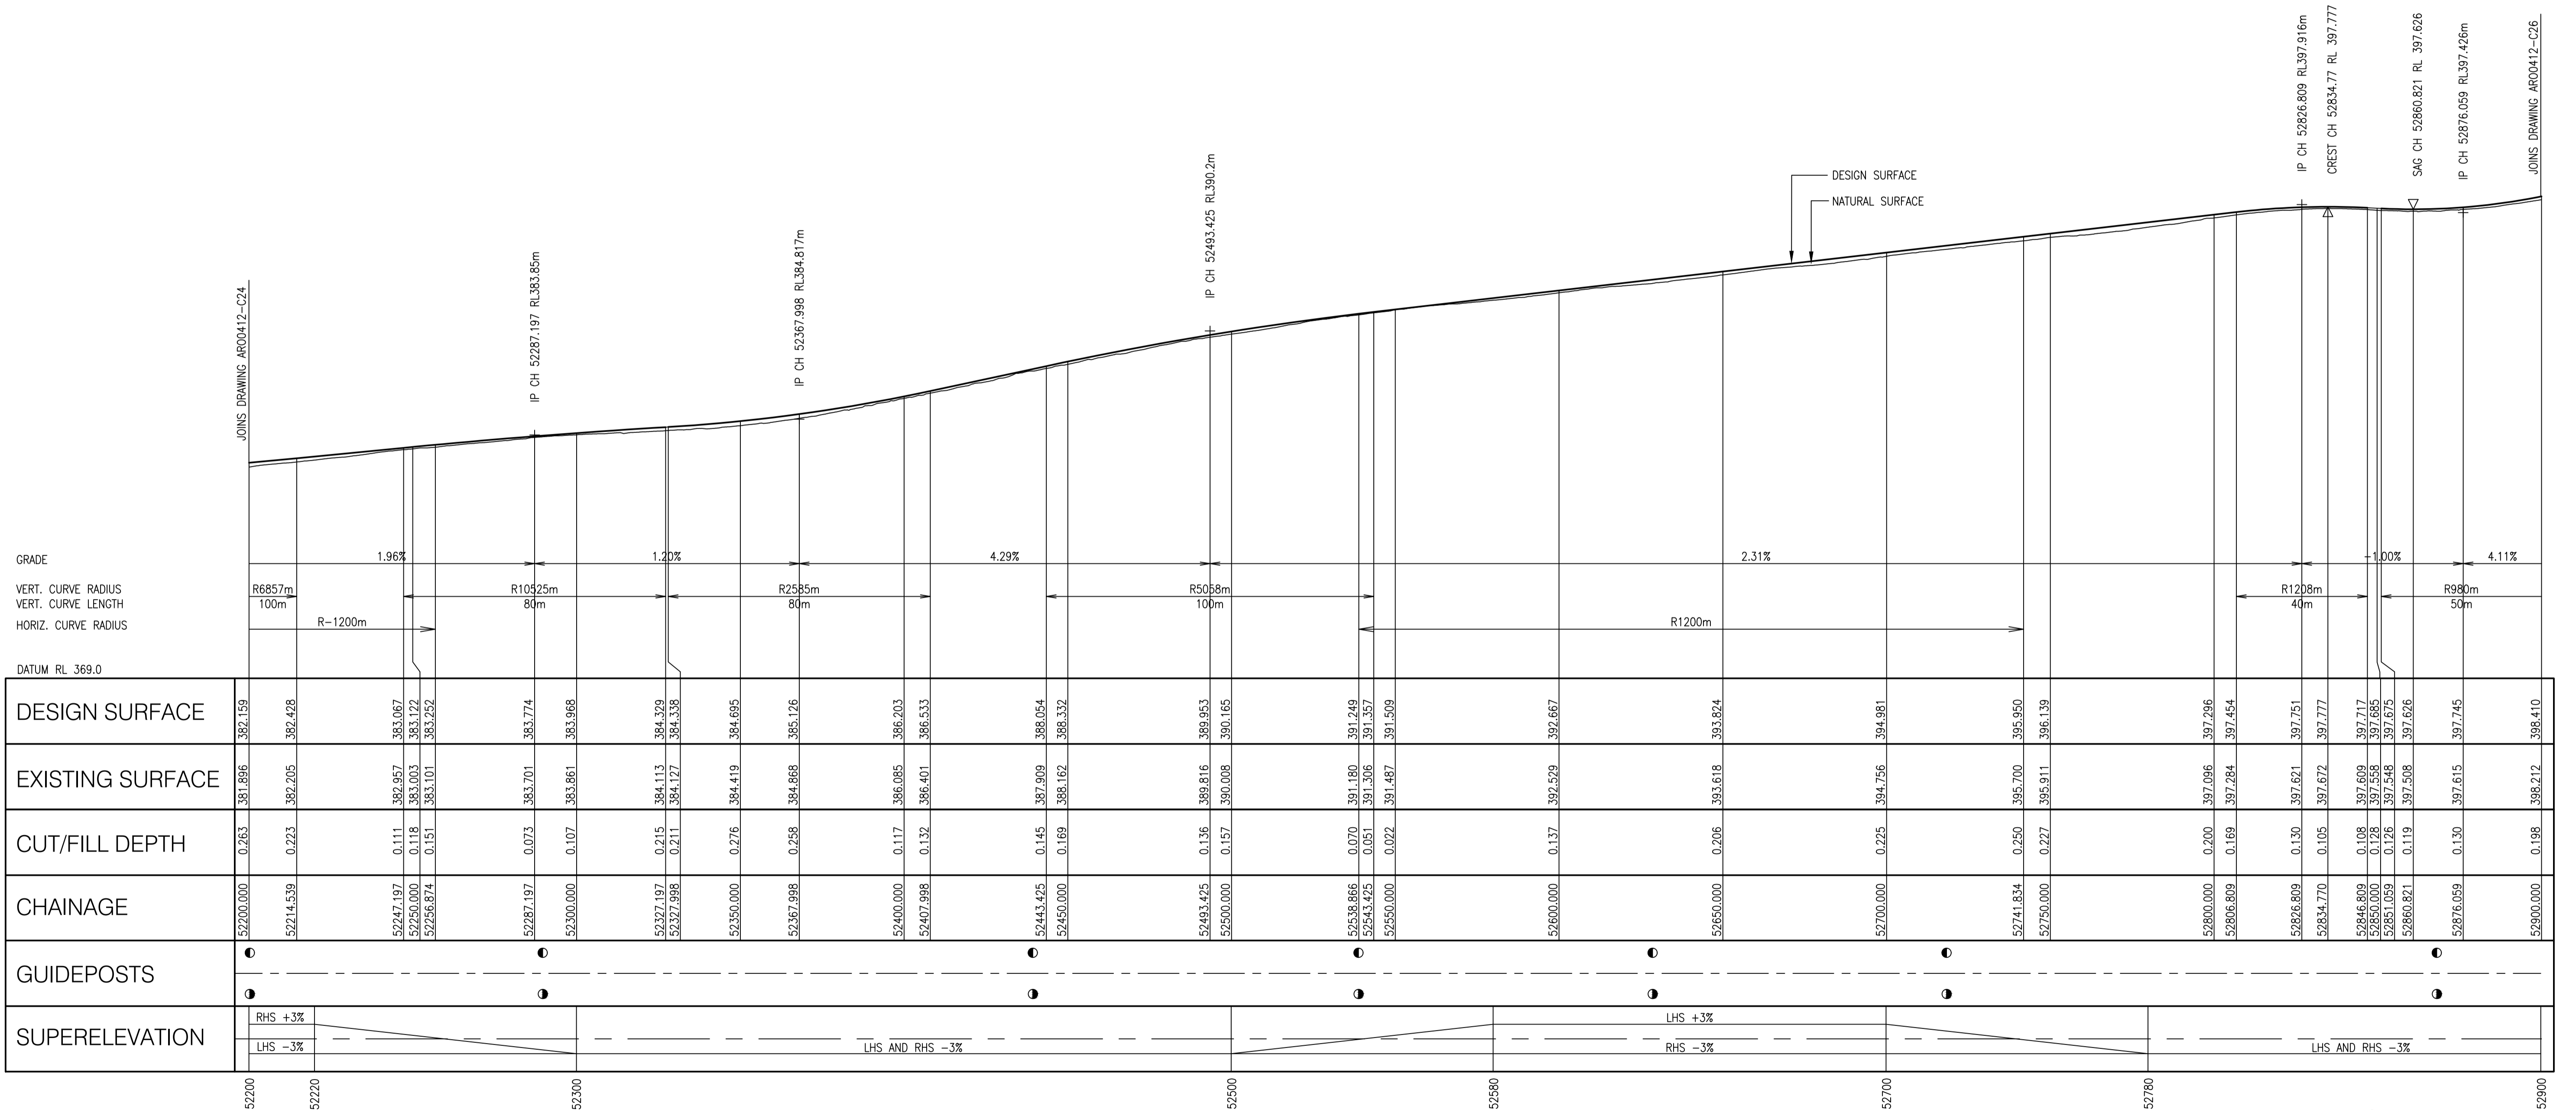 JOINS DRAWING ARO0412-C24
IP CH 52287.197 RL383.85m
IP CH 52367.998 RL384.817m
IP CH 52493.425 RL390.2m
DESIGN SURFACE
NATURAL SURFACE
IP CH 52826.809 RL397.916m
CREST CH 52834.77 RL 397.777
SAG CH 52860.821 RL 397.626
IP CH 52876.059 RL397.426m
JOINS DRAWING ARO0412-C26
GRADE 1.96% 1.20% 4.29% 2.31% -1.00% 4.11%
VERT. CURVE RADIUS R6857m R10525m R2585m R5058m R1208m R980m
VERT. CURVE LENGTH 100m 80m 80m 100m 40m 50m
HORIZ. CURVE RADIUS R-1200m R1200m
DATUM RL 369.0
DESIGN SURFACE 382.159 382.428 383.067 383.122 383.252 383.774 383.968 384.329 384.338 384.695 385.126 386.203 386.533 388.054 388.332 389.953 390.165 391.249 391.357 391.509 392.667 393.824 394.981 395.950 396.139 397.296 397.454 397.751 397.777 397.717 397.685 397.675 397.626 397.745 398.410
EXISTING SURFACE 381.896 382.205 382.957 383.003 383.101 383.701 383.861 384.113 384.127 384.419 384.868 386.085 386.401 387.909 388.162 389.816 390.008 391.180 391.306 391.487 392.529 393.618 394.756 395.700 395.911 397.096 397.284 397.621 397.672 397.609 397.558 397.548 397.508 397.615 398.212
CUT/FILL DEPTH 0.263 0.223 0.111 0.118 0.151 0.073 0.107 0.215 0.211 0.276 0.258 0.117 0.132 0.145 0.169 0.136 0.157 0.070 0.051 0.022 0.137 0.206 0.225 0.250 0.227 0.200 0.169 0.130 0.105 0.108 0.128 0.126 0.119 0.130 0.198
CHAINAGE 52200.000 52214.539 52247.197 52250.000 52256.874 52287.197 52300.000 52327.197 52327.998 52350.000 52367.998 52400.000 52407.998 52443.425 52450.000 52493.425 52500.000 52538.866 52543.425 52550.000 52600.000 52650.000 52700.000 52741.834 52750.000 52800.000 52806.809 52826.809 52834.770 52846.809 52850.000 52851.059 52860.821 52876.059 52900.000
GUIDEPOSTS
SUPERELEVATION
RHS +3% LHS +3%
LHS -3% LHS AND RHS -3% RHS -3% LHS AND RHS -3%
52200 52220 52300 52500 52580 52700 52780 52900